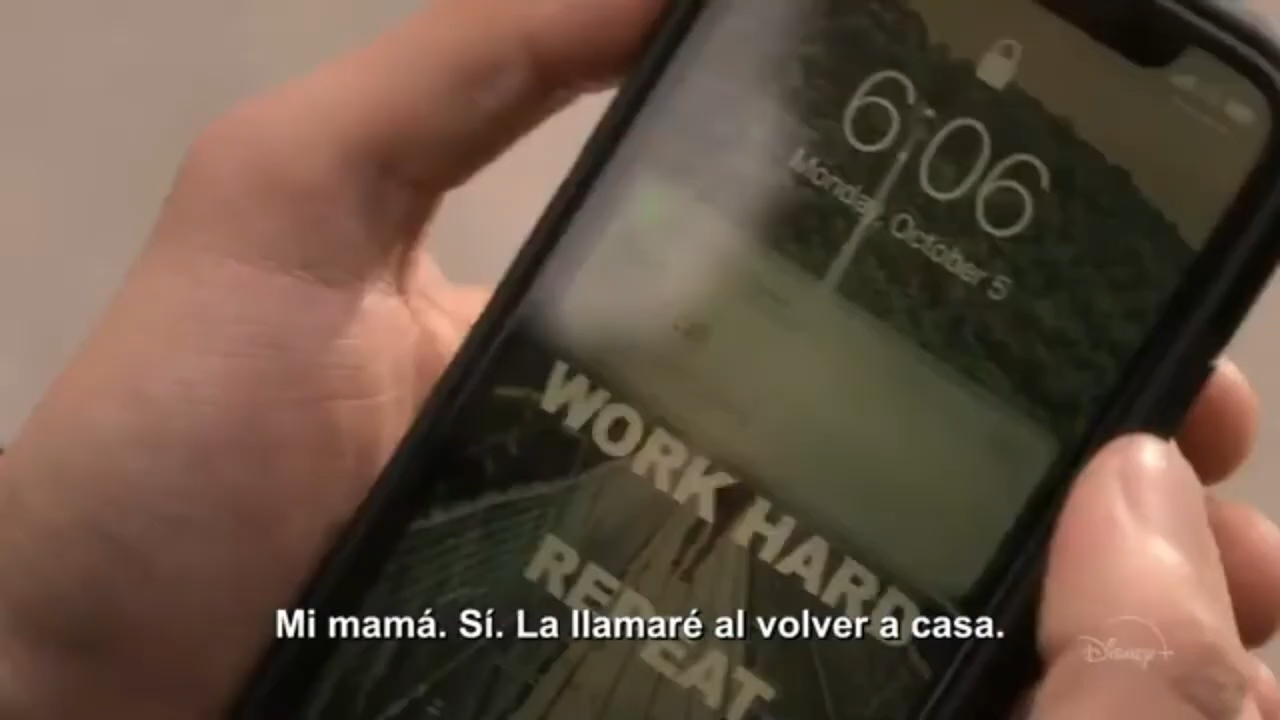 6:06
Monday, October 5
WORK HARD
REPEAT
Mi mamá. Sí. La llamaré al volver a casa.
Disney+